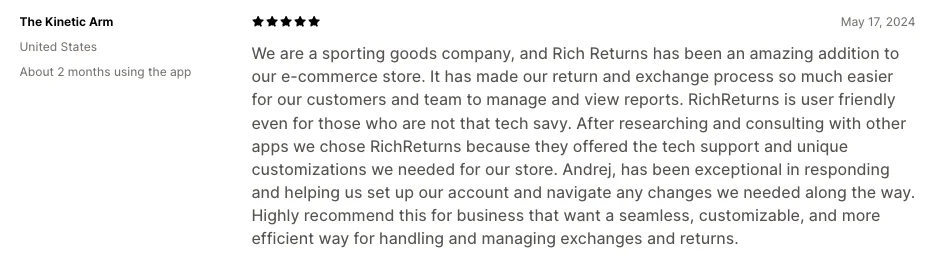 The Kinetic Arm
United States
About 2 months using the app
May 17, 2024
We are a sporting goods company, and Rich Returns has been an amazing addition to
our e-commerce store. It has made our return and exchange process so much easier
for our customers and team to manage and view reports. RichReturns is user friendly
even for those who are not that tech savy. After researching and consulting with other
apps we chose RichReturns because they offered the tech support and unique
customizations we needed for our store. Andrej, has been exceptional in responding
and helping us set up our account and navigate any changes we needed along the way.
Highly recommend this for business that want a seamless, customizable, and more
efficient way for handling and managing exchanges and returns.